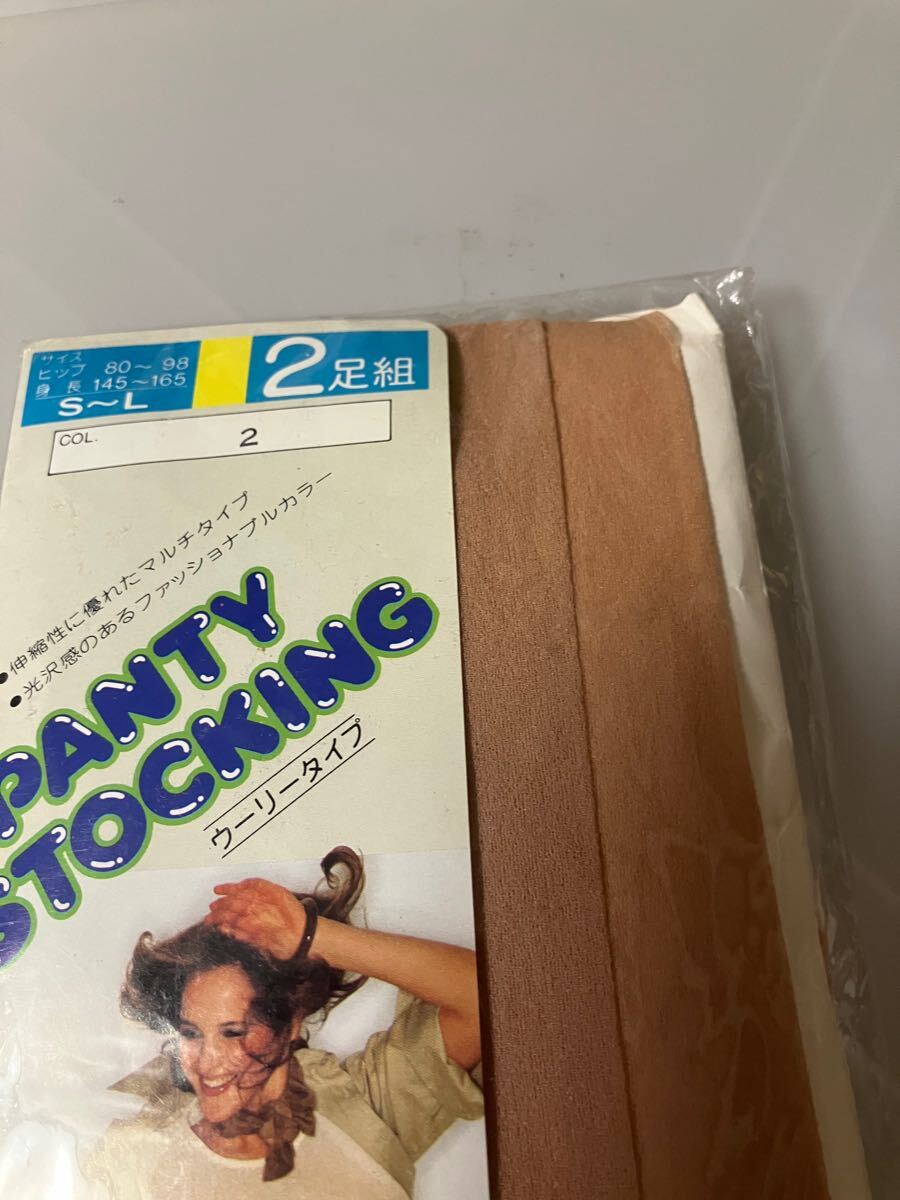 サイズ
ヒップ 80～98
身長 145～165
S～L
2足組
COL. 2
●伸縮性に優れたマルチタイプ
●光沢感のあるファッショナブルカラー
PANTY
STOCKING
ウーリータイプ